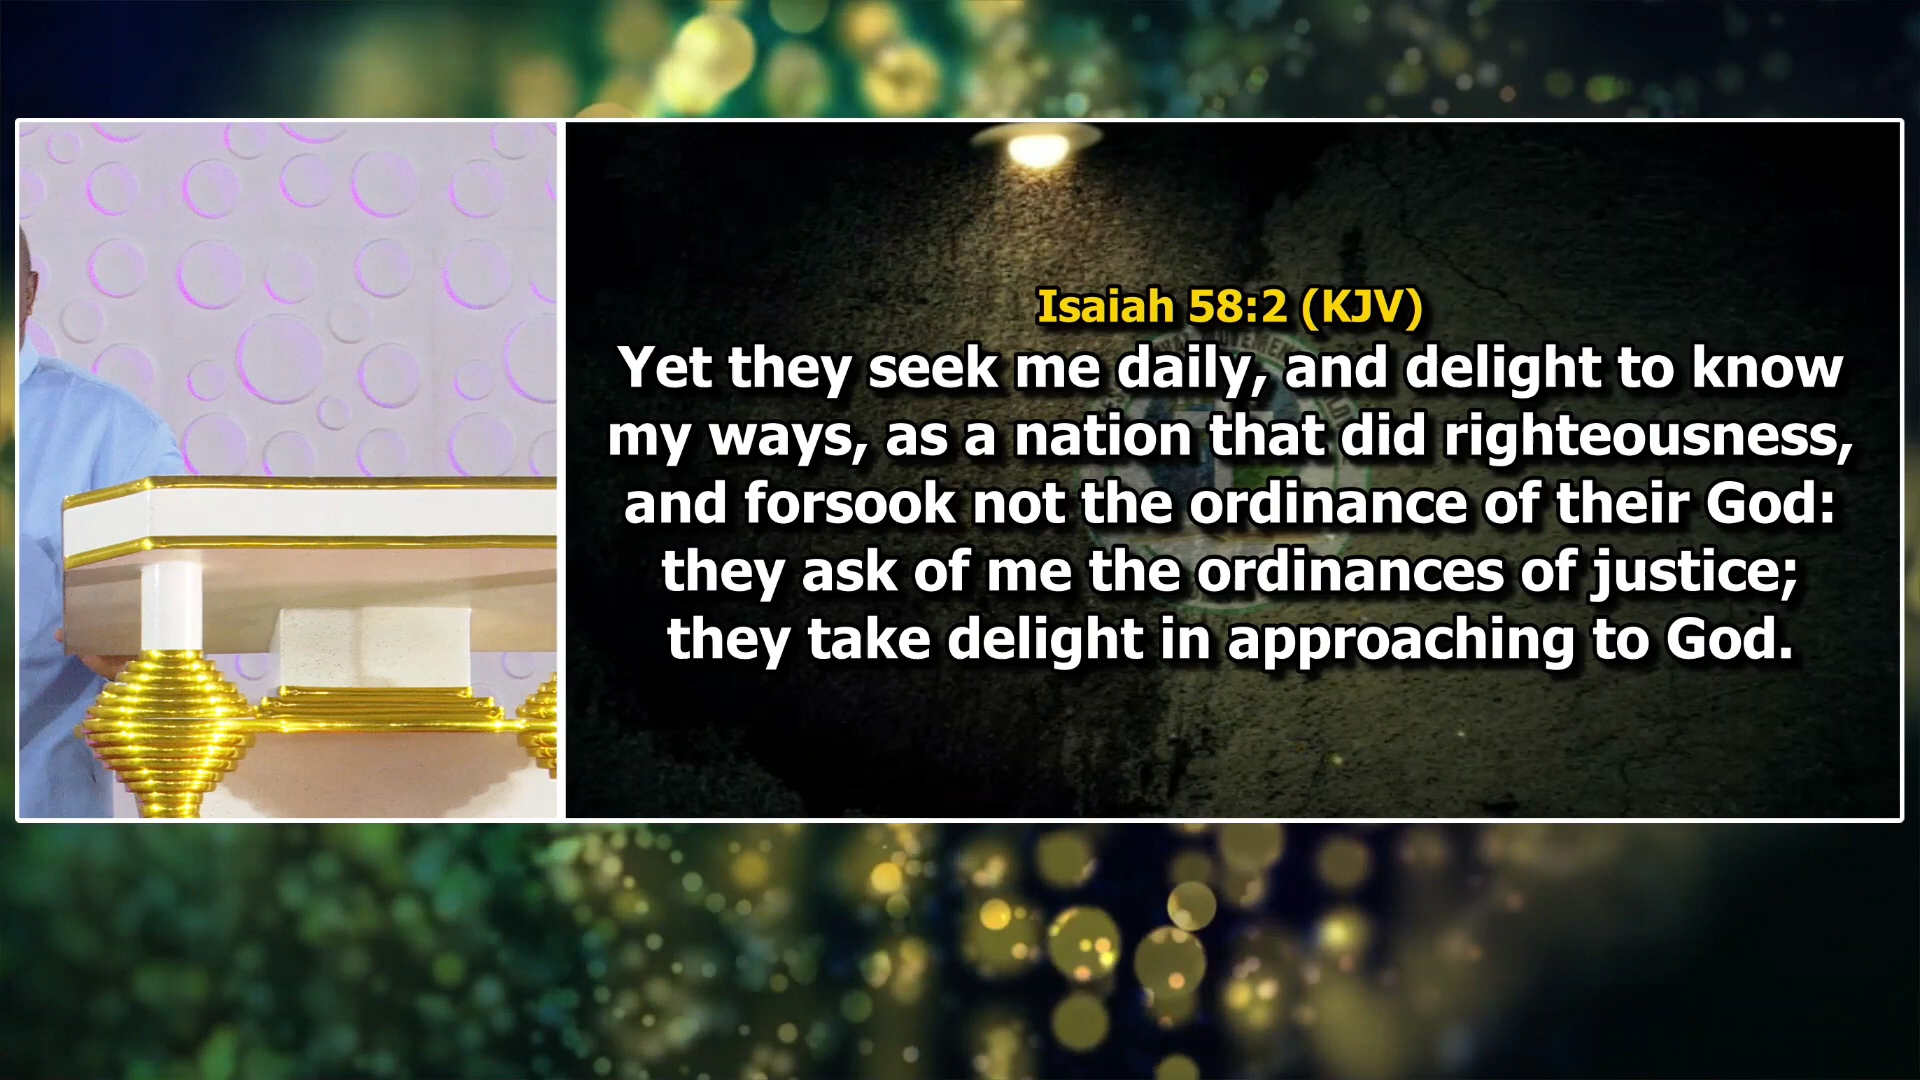 Isaiah 58:2 (KJV)
Yet they seek me daily, and delight to know
my ways, as a nation that did righteousness,
and forsook not the ordinance of their God:
they ask of me the ordinances of justice;
they take delight in approaching to God.